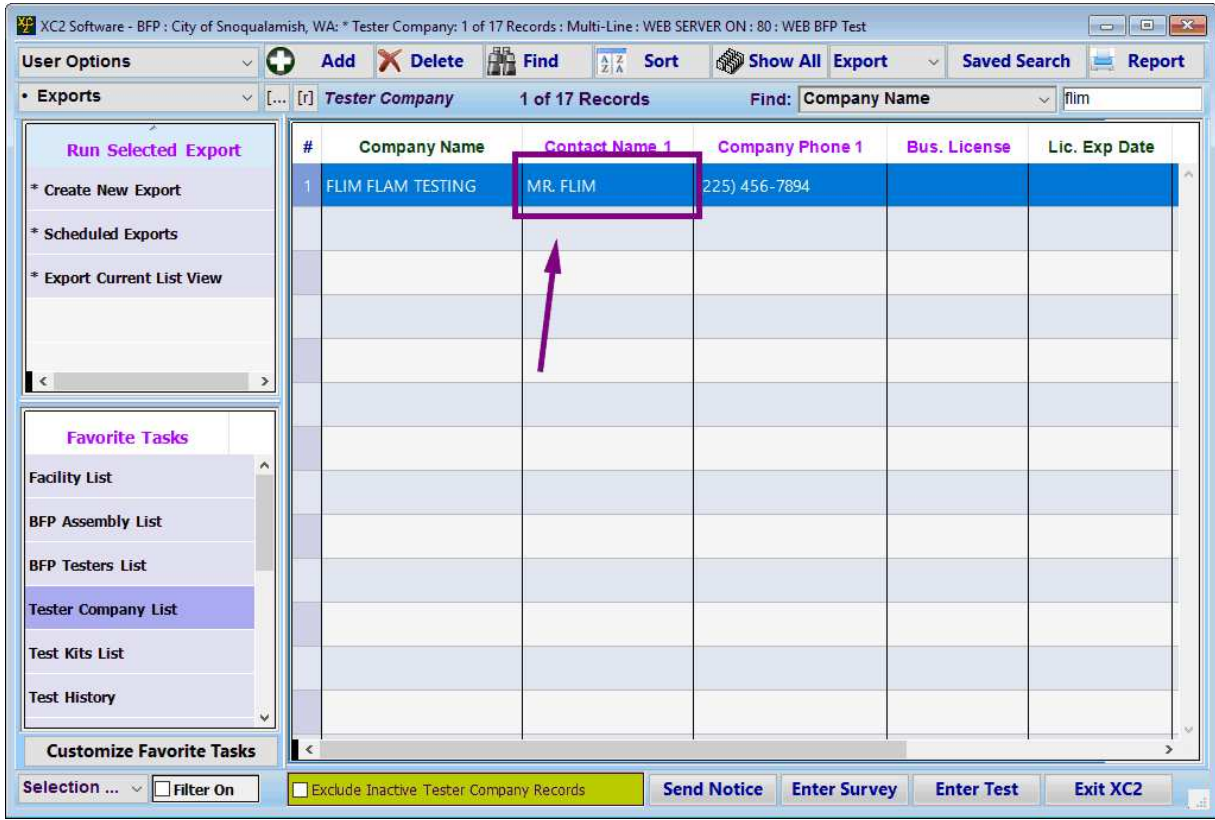 XC2 Software - BFP : City of Snoqualamish, WA: * Tester Company: 1 of 17 Records : Multi-Line : WEB SERVER ON : 80 : WEB BFP Test
User Options Add Delete Find Sort Show All Export Saved Search Report
• Exports [... [r] Tester Company 1 of 17 Records Find: Company Name flim
Run Selected Export
* Create New Export
* Scheduled Exports
* Export Current List View
Favorite Tasks
Facility List
BFP Assembly List
BFP Testers List
Tester Company List
Test Kits List
Test History
Customize Favorite Tasks
# Company Name Contact Name 1 Company Phone 1 Bus. License Lic. Exp Date
1 FLIM FLAM TESTING MR. FLIM (225) 456-7894
Selection ... Filter On Exclude Inactive Tester Company Records Send Notice Enter Survey Enter Test Exit XC2